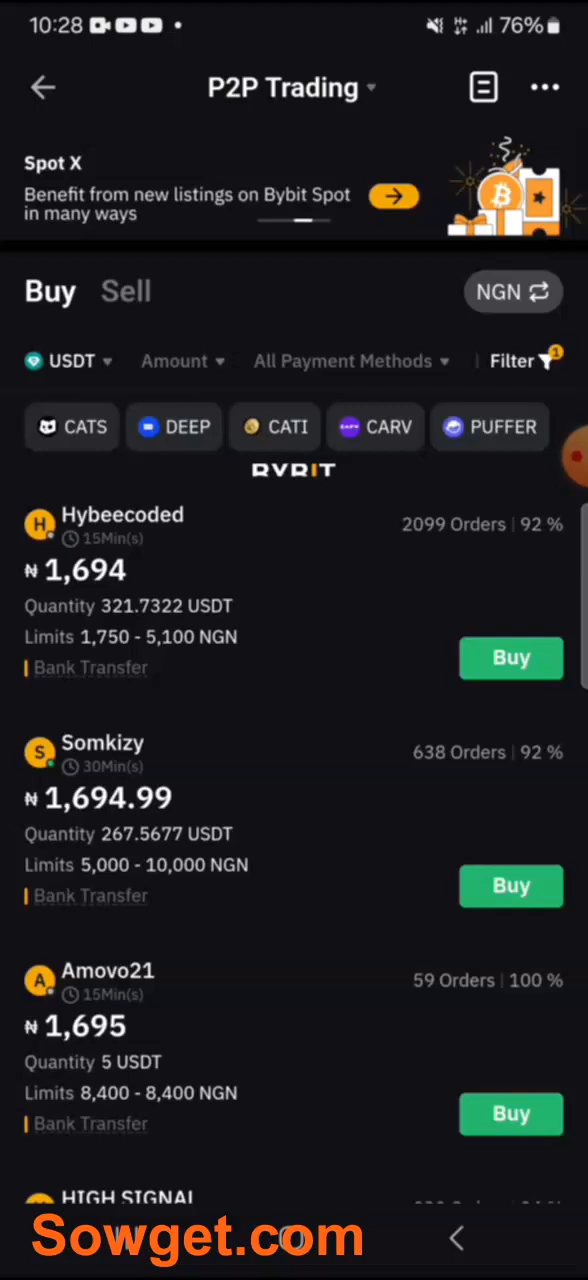 10:28
76%
P2P Trading
Spot X
Benefit from new listings on Bybit Spot
in many ways
Buy Sell NGN
USDT Amount All Payment Methods Filter 1
CATS DEEP CATI CARV PUFFER
BYBIT
H Hybeecoded 2099 Orders | 92 %
15Min(s)
₦ 1,694
Quantity 321.7322 USDT
Limits 1,750 - 5,100 NGN
Bank Transfer Buy
S Somkizy 638 Orders | 92 %
30Min(s)
₦ 1,694.99
Quantity 267.5677 USDT
Limits 5,000 - 10,000 NGN
Bank Transfer Buy
A Amovo21 59 Orders | 100 %
15Min(s)
₦ 1,695
Quantity 5 USDT
Limits 8,400 - 8,400 NGN
Bank Transfer Buy
HIGH SIGNAL
Sowget.com